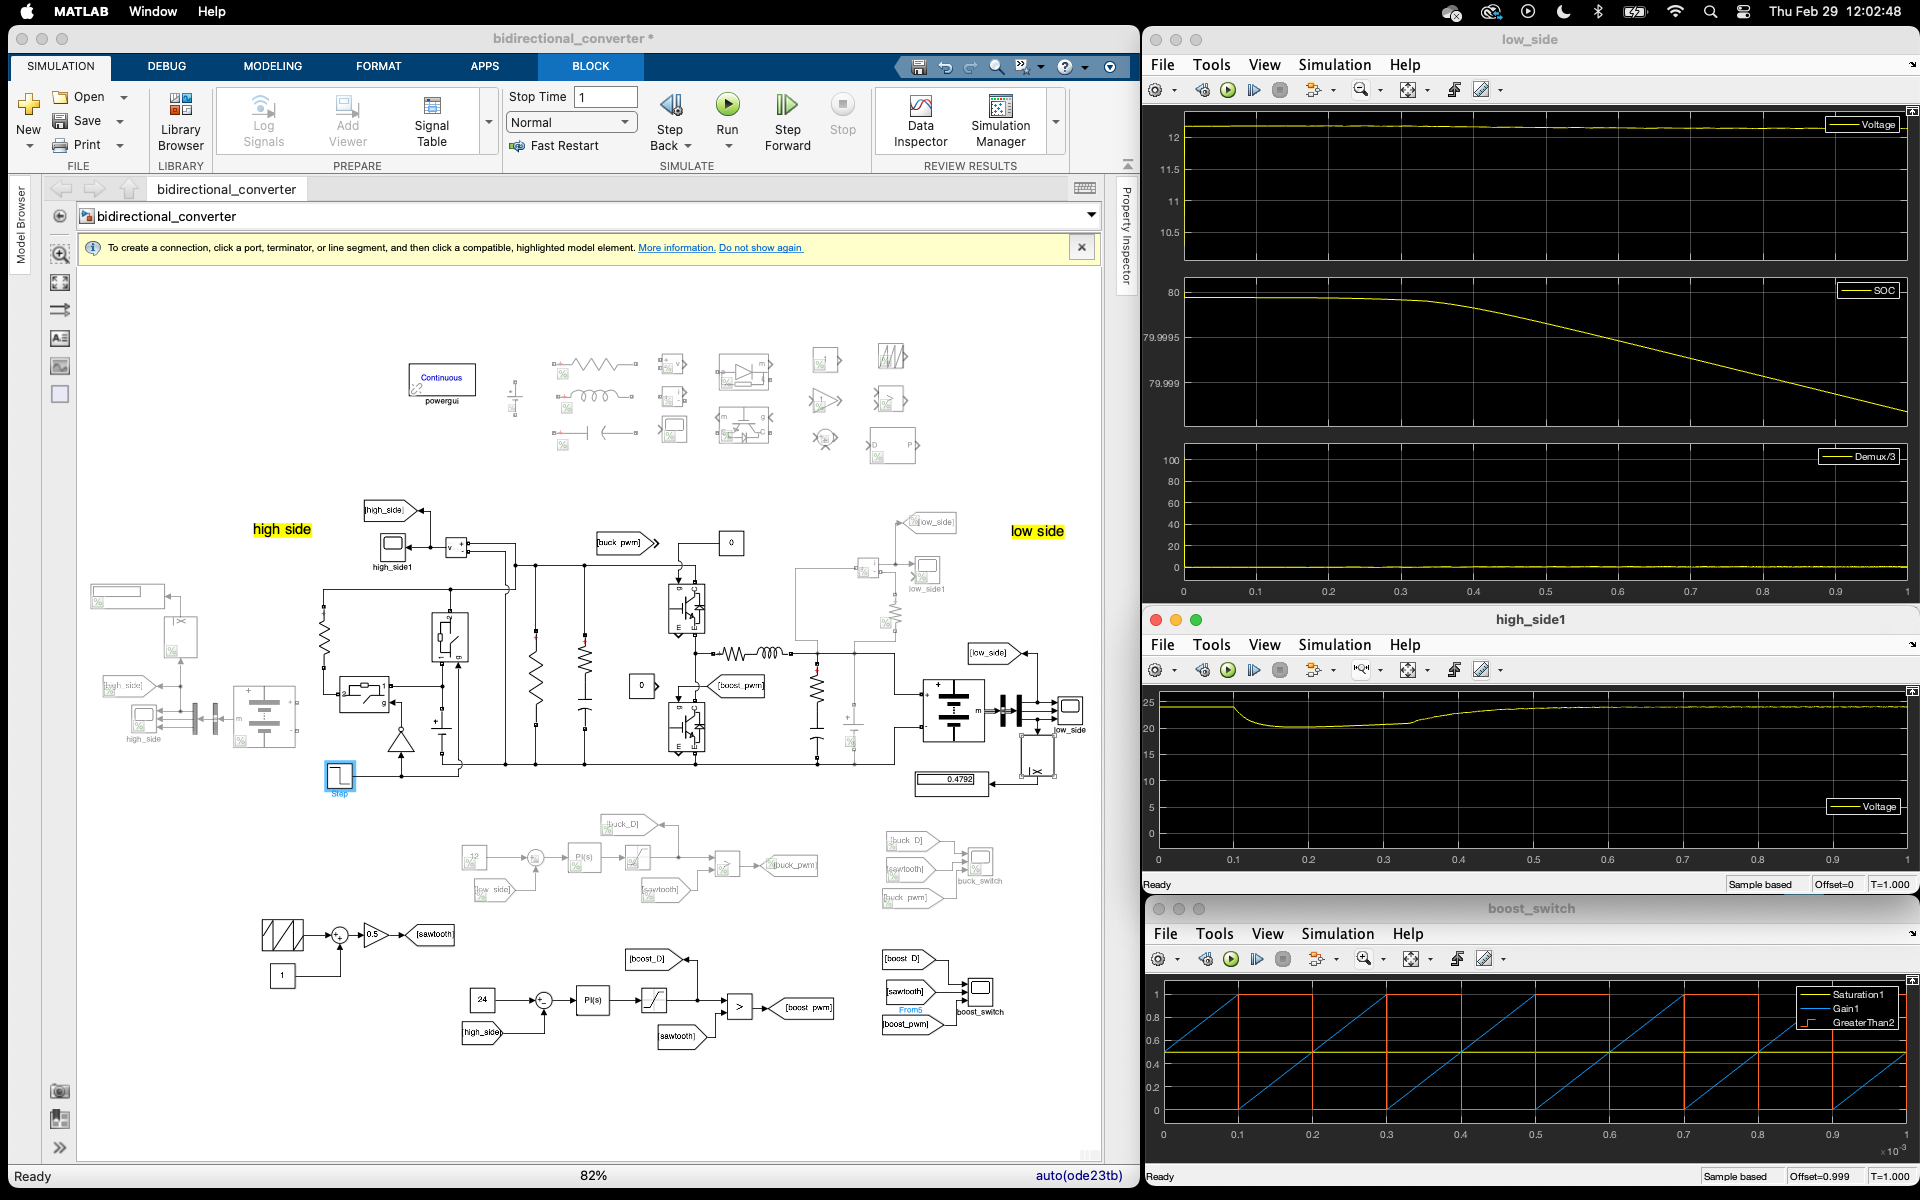 MATLAB Window Help
Thu Feb 29 12:02:48
bidirectional_converter *
SIMULATION DEBUG MODELING FORMAT APPS BLOCK
New
Open
Save
Print
FILE
Library Browser
LIBRARY
Log Signals
Add Viewer
Signal Table
PREPARE
Stop Time 1
Normal
Fast Restart
Step Back
Run
Step Forward
Stop
SIMULATE
Data Inspector
Simulation Manager
REVIEW RESULTS
Model Browser
Property Inspector
bidirectional_converter
bidirectional_converter
To create a connection, click a port, terminator, or line segment, and then click a compatible, highlighted model element. More information. Do not show again.
Continuous
powergui
high side
[high_side]
high_side1
[buck_pwm]
0
[low_side]
low side
low_side1
[high_side]
high_side
Step
0
[boost_pwm]
[low_side]
low_side
0.4792
[buck_D]
12
PI(s)
[low_side]
[sawtooth]
[buck_pwm]
[buck_D]
[sawtooth]
[buck_pwm]
buck_switch
0.5
[sawtooth]
1
[boost_D]
24
PI(s)
>
[boost_pwm]
[high_side]
[sawtooth]
[boost_D]
[sawtooth]
From5
[boost_pwm]
boost_switch
Ready
82%
auto(ode23tb)
low_side
File Tools View Simulation Help
Voltage
12
11.5
11
10.5
SOC
80
79.9995
79.999
Demux/3
100
80
60
40
20
0
0 0.1 0.2 0.3 0.4 0.5 0.6 0.7 0.8 0.9 1
high_side1
File Tools View Simulation Help
25
20
15
10
5
0
Voltage
0 0.1 0.2 0.3 0.4 0.5 0.6 0.7 0.8 0.9 1
Ready
Sample based Offset=0 T=1.000
boost_switch
File Tools View Simulation Help
Saturation1
Gain1
GreaterThan2
1
0.8
0.6
0.4
0.2
0
0 0.1 0.2 0.3 0.4 0.5 0.6 0.7 0.8 0.9 1
×10-3
Ready
Sample based Offset=0.999 T=1.000